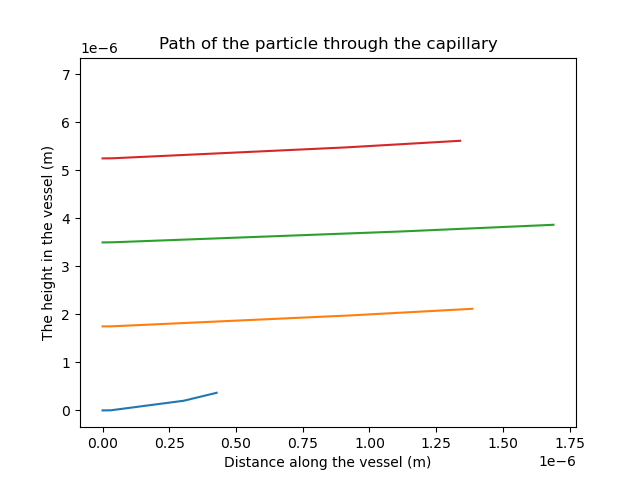 Path of the particle through the capillary
1e−6
7
6
5
4
3
2
1
0
The height in the vessel (m)
0.00 0.25 0.50 0.75 1.00 1.25 1.50 1.75
Distance along the vessel (m)
1e−6